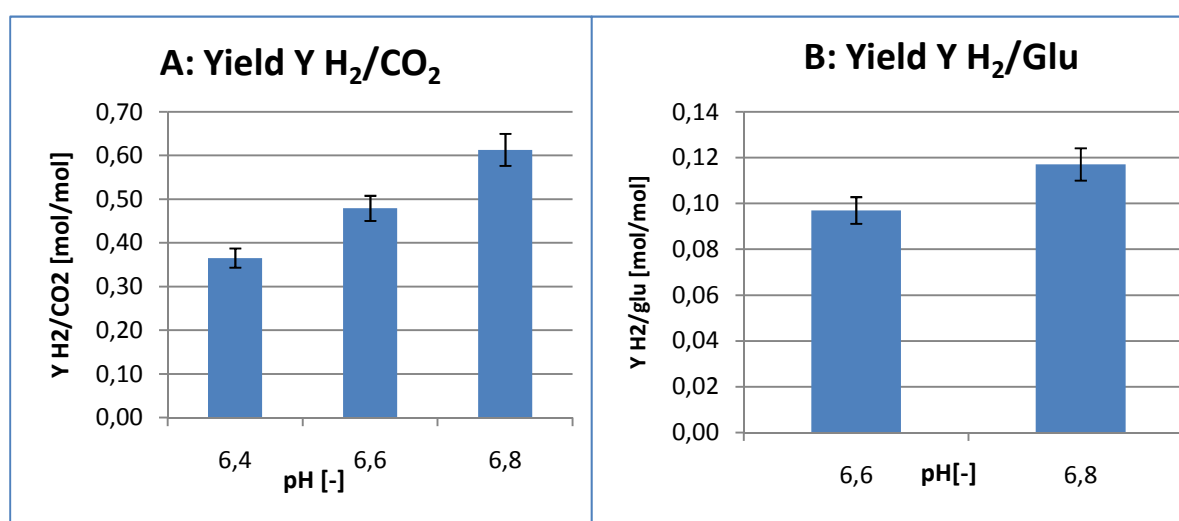 A: Yield Y H₂/CO₂
0,70
0,60
0,50
0,40
0,30
0,20
0,10
0,00
Y H2/CO2 [mol/mol]
6,4 6,6 6,8
pH [-]
B: Yield Y H₂/Glu
0,14
0,12
0,10
0,08
0,06
0,04
0,02
0,00
Y H2/glu [mol/mol]
6,6 pH[-] 6,8